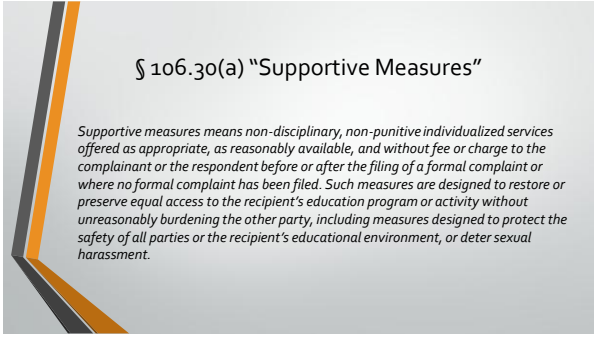 § 106.30(a) “Supportive Measures”
Supportive measures means non-disciplinary, non-punitive individualized services
offered as appropriate, as reasonably available, and without fee or charge to the
complainant or the respondent before or after the filing of a formal complaint or
where no formal complaint has been filed. Such measures are designed to restore or
preserve equal access to the recipient’s education program or activity without
unreasonably burdening the other party, including measures designed to protect the
safety of all parties or the recipient’s educational environment, or deter sexual
harassment.